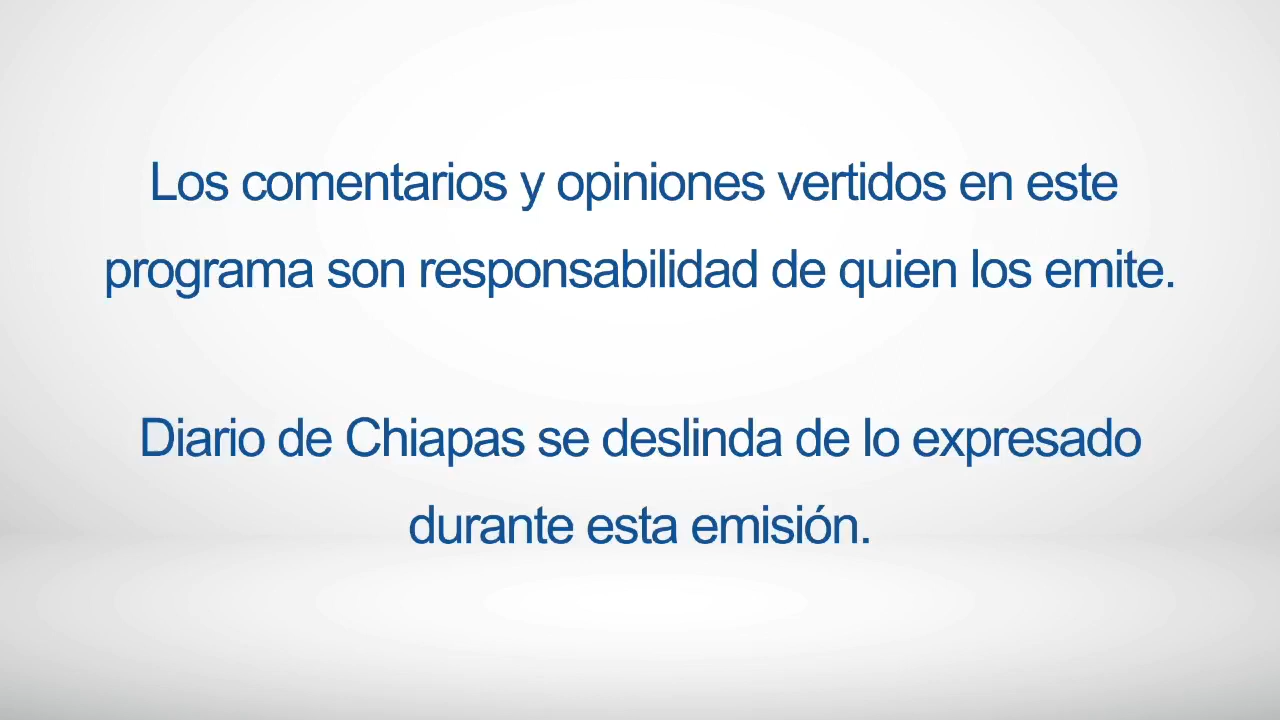 Los comentarios y opiniones vertidos en este
programa son responsabilidad de quien los emite.
Diario de Chiapas se deslinda de lo expresado
durante esta emisión.